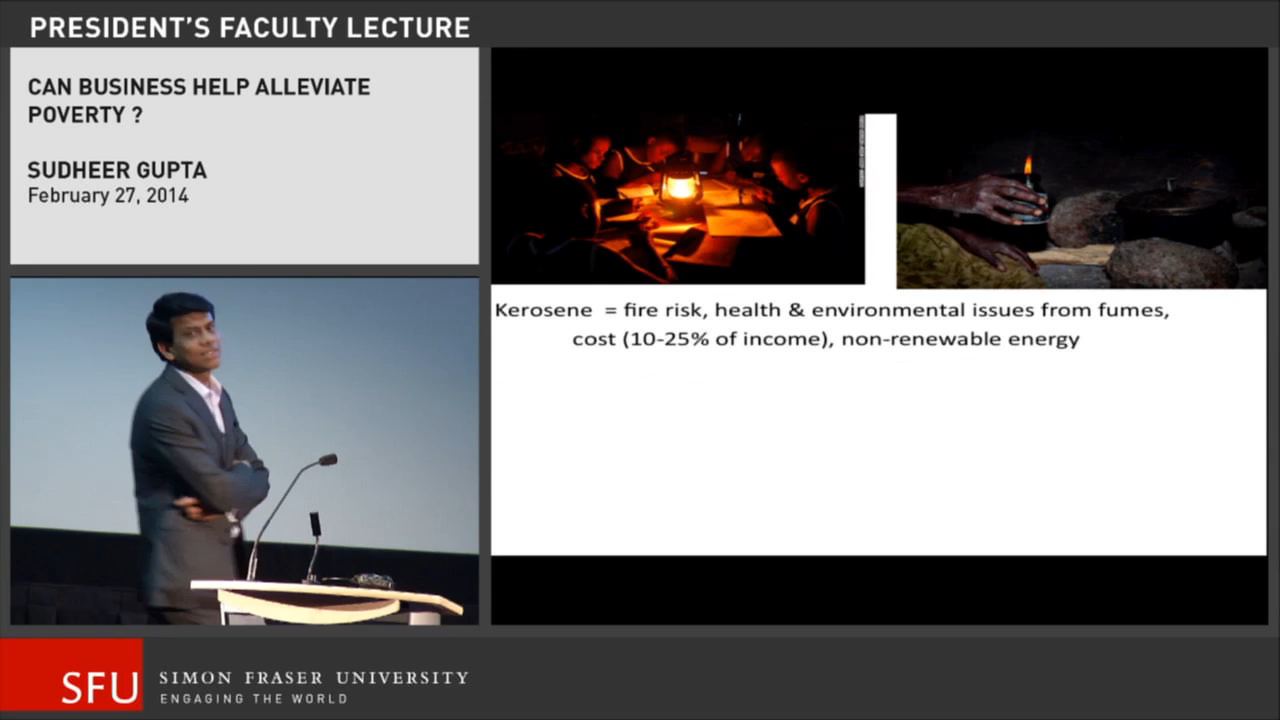 PRESIDENT'S FACULTY LECTURE
CAN BUSINESS HELP ALLEVIATE
POVERTY ?
SUDHEER GUPTA
February 27, 2014
Kerosene = fire risk, health & environmental issues from fumes,
cost (10-25% of income), non-renewable energy
SFU
SIMON FRASER UNIVERSITY
ENGAGING THE WORLD